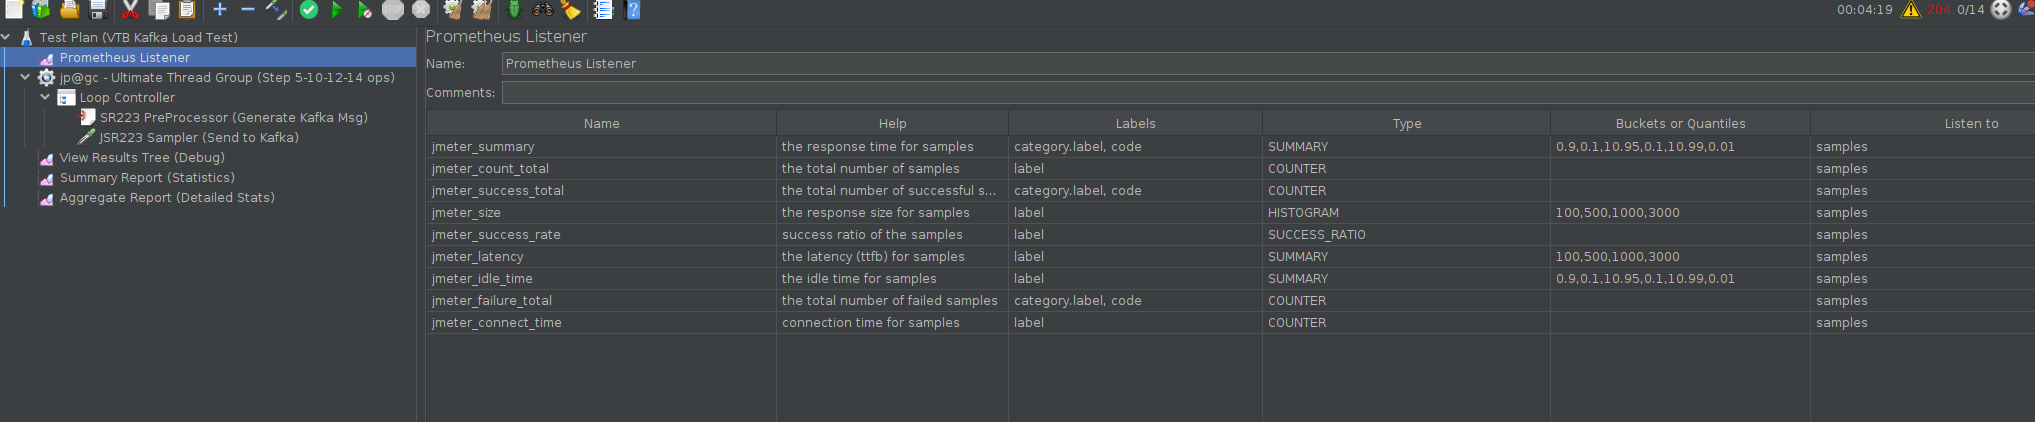 00:04:19 204 0/14
Test Plan (VTB Kafka Load Test)
Prometheus Listener
jp@gc - Ultimate Thread Group (Step 5-10-12-14 ops)
Loop Controller
SR223 PreProcessor (Generate Kafka Msg)
JSR223 Sampler (Send to Kafka)
View Results Tree (Debug)
Summary Report (Statistics)
Aggregate Report (Detailed Stats)
Prometheus Listener
Name: Prometheus Listener
Comments:
Name Help Labels Type Buckets or Quantiles Listen to
jmeter_summary the response time for samples category.label, code SUMMARY 0.9,0.1,10.95,0.1,10.99,0.01 samples
jmeter_count_total the total number of samples label COUNTER samples
jmeter_success_total the total number of successful s... category.label, code COUNTER samples
jmeter_size the response size for samples label HISTOGRAM 100,500,1000,3000 samples
jmeter_success_rate success ratio of the samples label SUCCESS_RATIO samples
jmeter_latency the latency (ttfb) for samples label SUMMARY 100,500,1000,3000 samples
jmeter_idle_time the idle time for samples label SUMMARY 0.9,0.1,10.95,0.1,10.99,0.01 samples
jmeter_failure_total the total number of failed samples category.label, code COUNTER samples
jmeter_connect_time connection time for samples label COUNTER samples